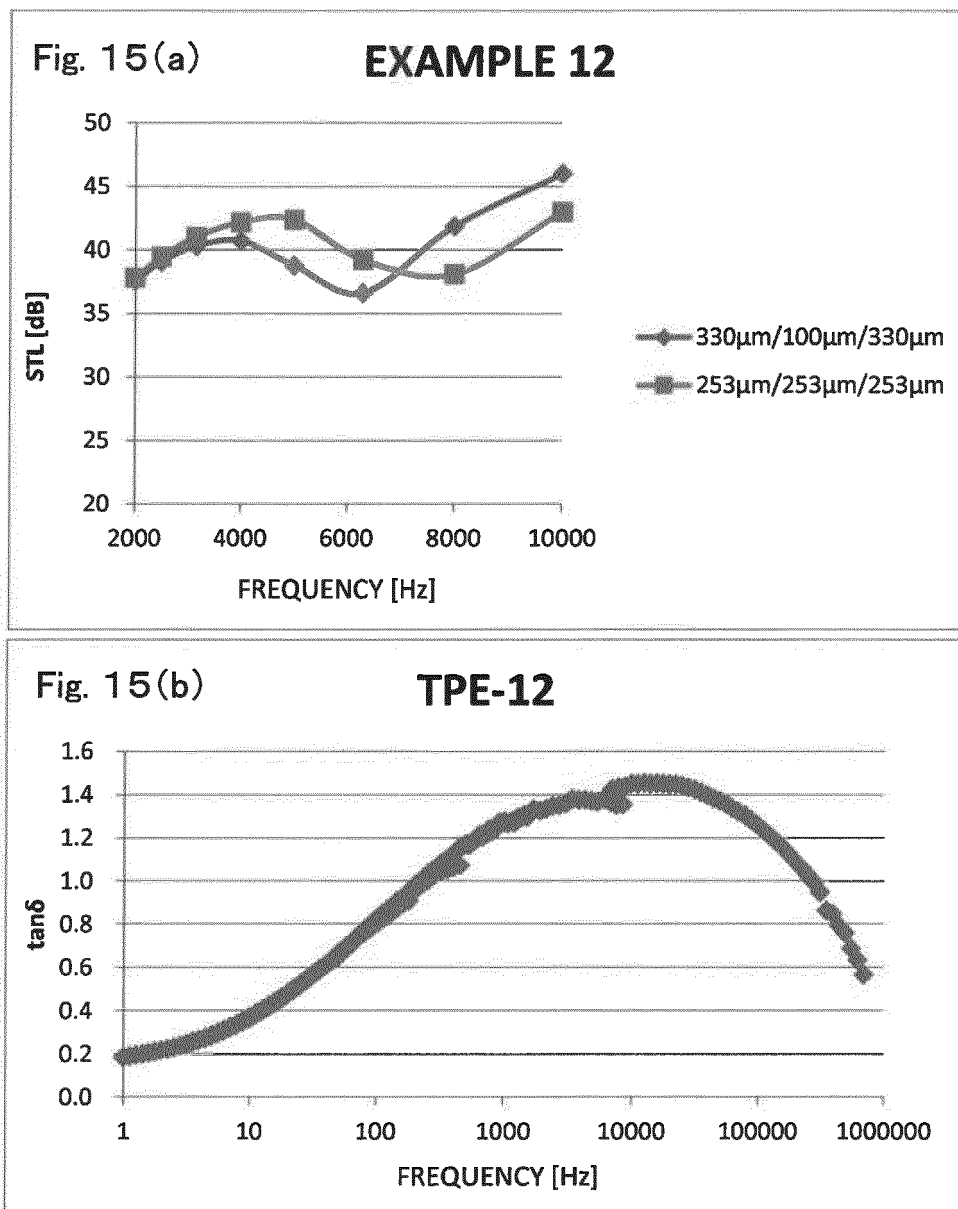 Fig. 15(a)
EXAMPLE 12
50
45
40
35
30
25
20
STL [dB]
2000 4000 6000 8000 10000
FREQUENCY [Hz]
330µm/100µm/330µm
253µm/253µm/253µm
Fig. 15(b)
TPE-12
1.6
1.4
1.2
1.0
0.8
0.6
0.4
0.2
0.0
tanδ
1 10 100 1000 10000 100000 1000000
FREQUENCY [Hz]